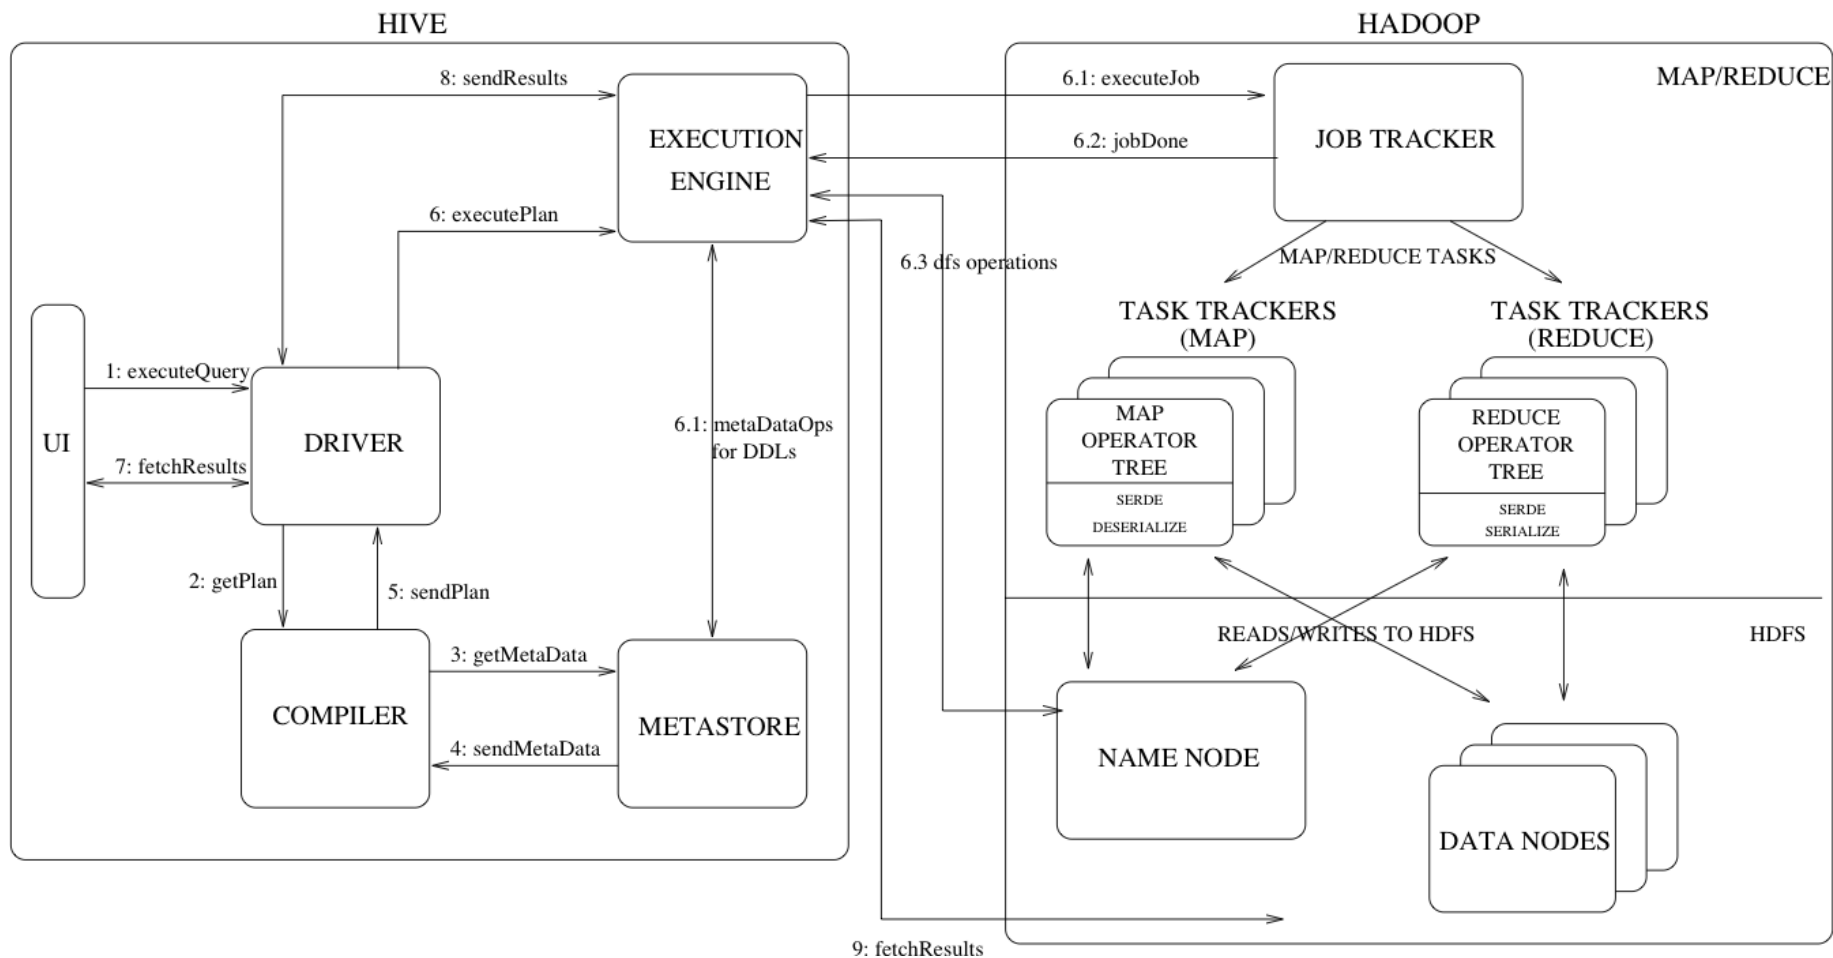 HIVE
HADOOP
MAP/REDUCE
8: sendResults
6.1: executeJob
EXECUTION
ENGINE
JOB TRACKER
6.2: jobDone
6: executePlan
6.3 dfs operations
MAP/REDUCE TASKS
TASK TRACKERS
(MAP)
TASK TRACKERS
(REDUCE)
1: executeQuery
UI
DRIVER
7: fetchResults
6.1: metaDataOps
for DDLs
MAP
OPERATOR
TREE
SERDE
DESERIALIZE
REDUCE
OPERATOR
TREE
SERDE
SERIALIZE
2: getPlan
5: sendPlan
READS/WRITES TO HDFS
HDFS
3: getMetaData
COMPILER
METASTORE
4: sendMetaData
NAME NODE
DATA NODES
9: fetchResults